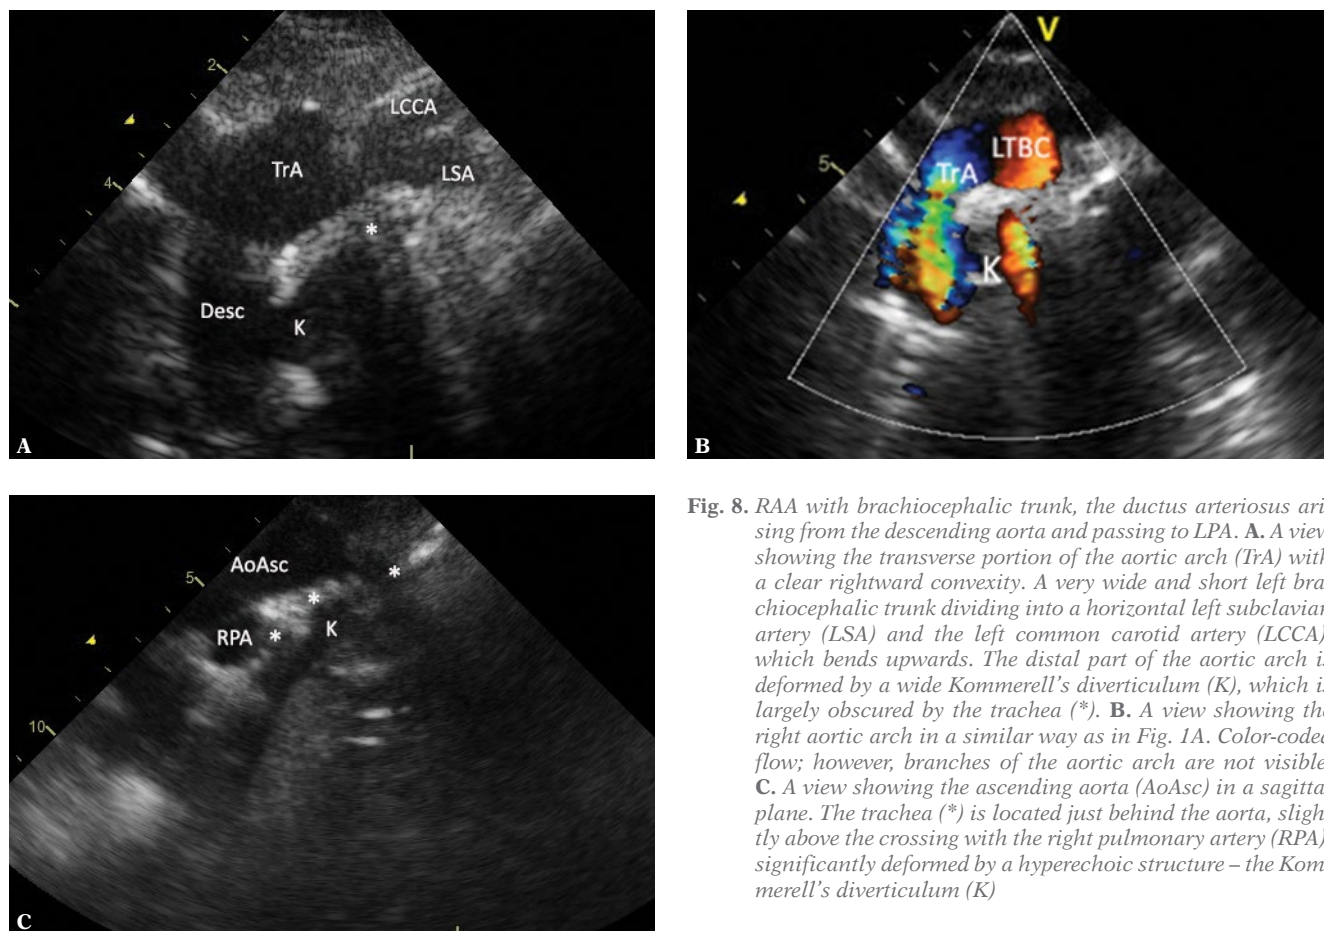 2
LCCA
TrA
LSA
4
*
Desc
K
A
V
LTBC
5
TrA
K
B
AoAsc
*
5
*
RPA
*
K
10
C
Fig. 8. RAA with brachiocephalic trunk, the ductus arteriosus ari
sing from the descending aorta and passing to LPA. A. A view
showing the transverse portion of the aortic arch (TrA) with
a clear rightward convexity. A very wide and short left bra
chiocephalic trunk dividing into a horizontal left subclavian
artery (LSA) and the left common carotid artery (LCCA)
which bends upwards. The distal part of the aortic arch is
deformed by a wide Kommerell's diverticulum (K), which is
largely obscured by the trachea (*). B. A view showing the
right aortic arch in a similar way as in Fig. 1A. Color-coded
flow; however, branches of the aortic arch are not visible
C. A view showing the ascending aorta (AoAsc) in a sagitta
plane. The trachea (*) is located just behind the aorta, sligh
tly above the crossing with the right pulmonary artery (RPA)
significantly deformed by a hyperechoic structure – the Kom
merell's diverticulum (K)